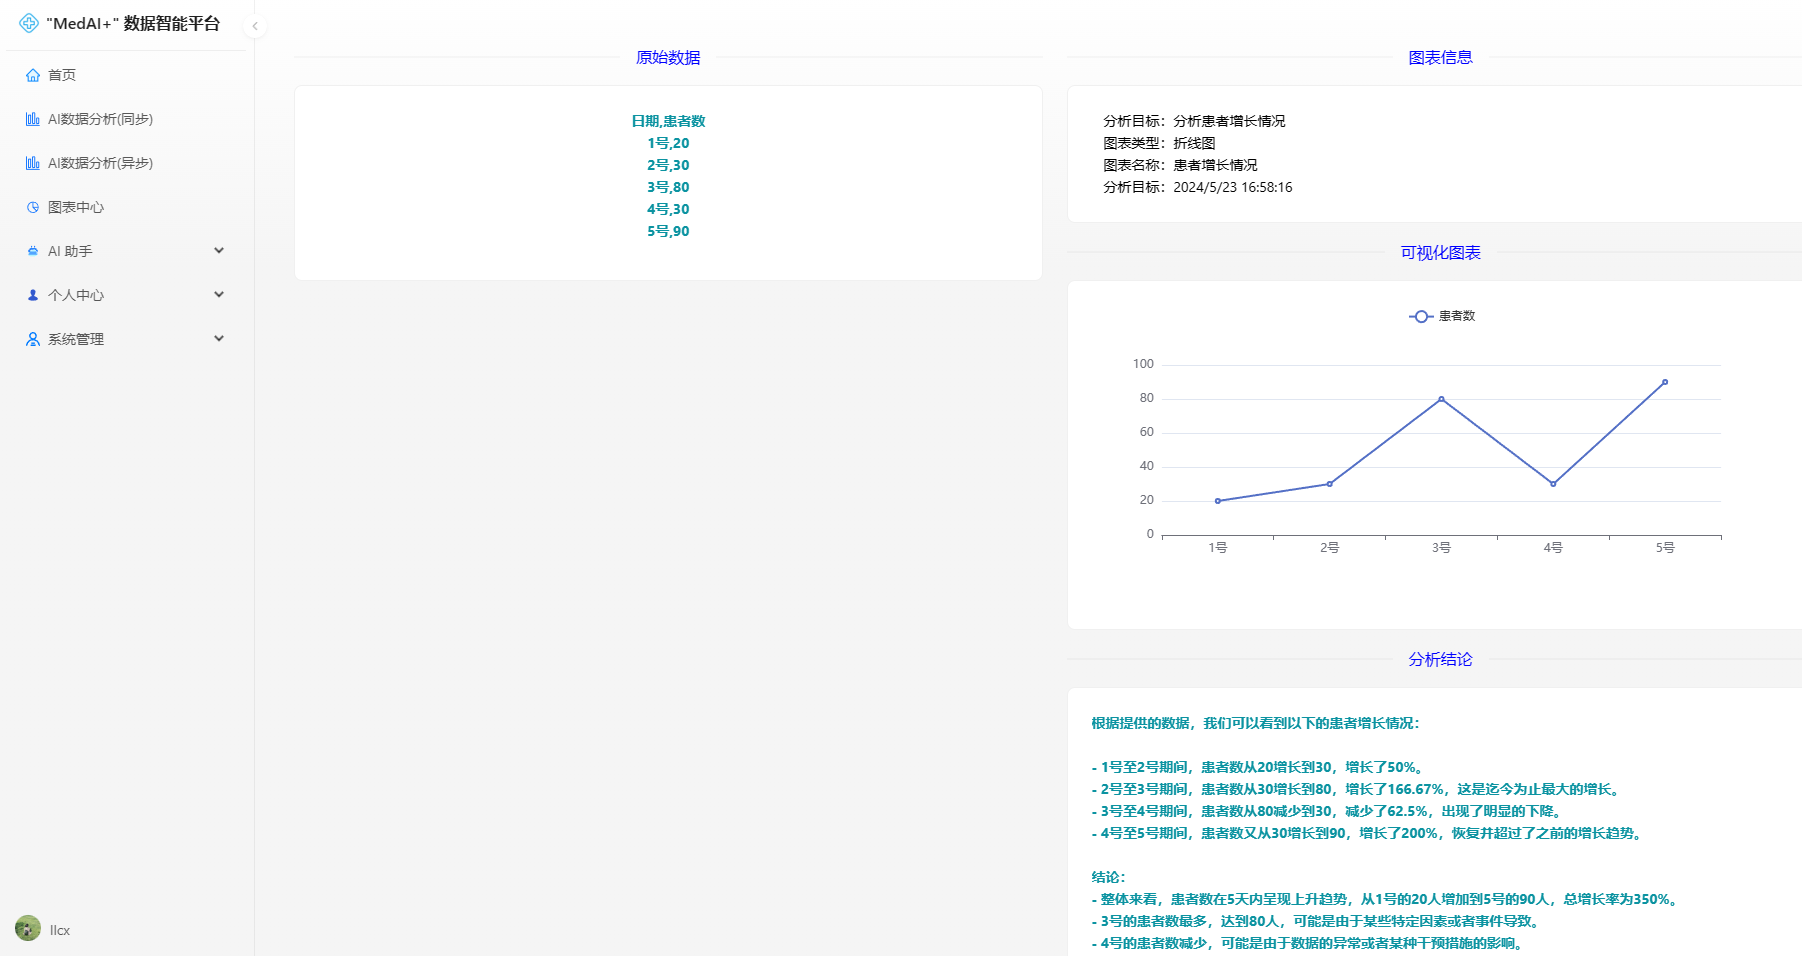 "MedAI+" 数据智能平台
首页
AI数据分析(同步)
AI数据分析(异步)
图表中心
AI 助手
个人中心
系统管理
llcx
原始数据
日期,患者数
1号,20
2号,30
3号,80
4号,30
5号,90
图表信息
分析目标：分析患者增长情况
图表类型：折线图
图表名称：患者增长情况
分析目标：2024/5/23 16:58:16
可视化图表
患者数
100
80
60
40
20
0
1号 2号 3号 4号 5号
分析结论
根据提供的数据，我们可以看到以下的患者增长情况：
- 1号至2号期间，患者数从20增长到30，增长了50%。
- 2号至3号期间，患者数从30增长到80，增长了166.67%，这是迄今为止最大的增长。
- 3号至4号期间，患者数从80减少到30，减少了62.5%，出现了明显的下降。
- 4号至5号期间，患者数又从30增长到90，增长了200%，恢复并超过了之前的增长趋势。
结论：
- 整体来看，患者数在5天内呈现上升趋势，从1号的20人增加到5号的90人，总增长率为350%。
- 3号的患者数最多，达到80人，可能是由于某些特定因素或者事件导致。
- 4号的患者数减少，可能是由于数据的异常或者某种干预措施的影响。